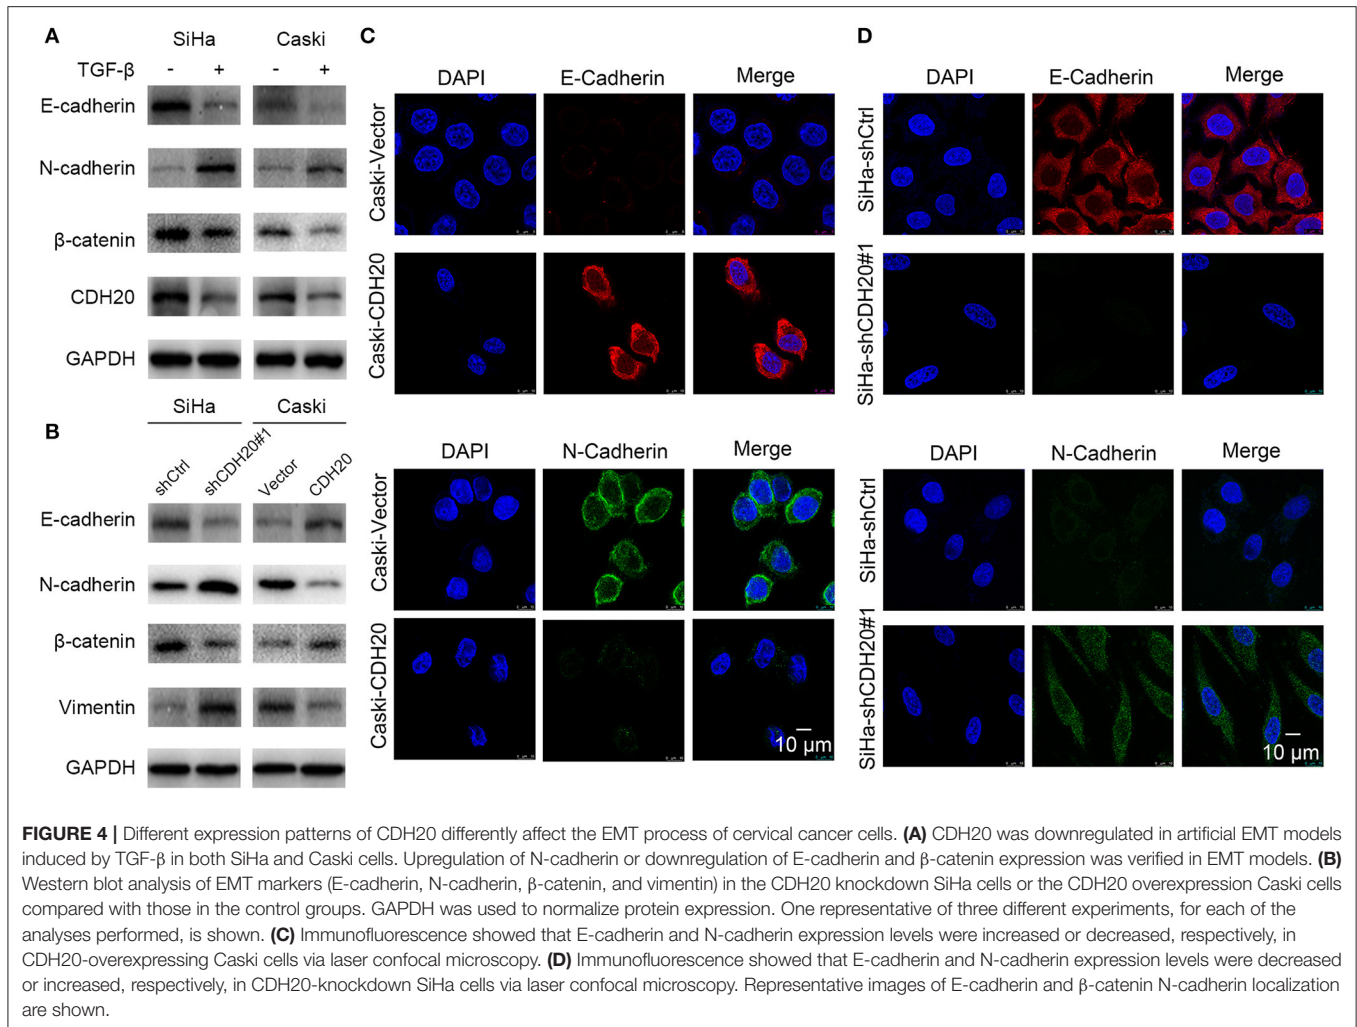 A
SiHa Caski
TGF-β - + - +
E-cadherin
N-cadherin
β-catenin
CDH20
GAPDH
B
SiHa Caski
shCtrl shCDH20#1 Vector CDH20
E-cadherin
N-cadherin
β-catenin
Vimentin
GAPDH
C
DAPI E-Cadherin Merge
Caski-Vector
Caski-CDH20
DAPI N-Cadherin Merge
Caski-Vector
Caski-CDH20
10 µm
D
DAPI E-Cadherin Merge
SiHa-shCtrl
SiHa-shCDH20#1
DAPI N-Cadherin Merge
SiHa-shCtrl
SiHa-shCDH20#1
10 µm
FIGURE 4 | Different expression patterns of CDH20 differently affect the EMT process of cervical cancer cells. (A) CDH20 was downregulated in artificial EMT models
induced by TGF-β in both SiHa and Caski cells. Upregulation of N-cadherin or downregulation of E-cadherin and β-catenin expression was verified in EMT models. (B)
Western blot analysis of EMT markers (E-cadherin, N-cadherin, β-catenin, and vimentin) in the CDH20 knockdown SiHa cells or the CDH20 overexpression Caski cells
compared with those in the control groups. GAPDH was used to normalize protein expression. One representative of three different experiments, for each of the
analyses performed, is shown. (C) Immunofluorescence showed that E-cadherin and N-cadherin expression levels were increased or decreased, respectively, in
CDH20-overexpressing Caski cells via laser confocal microscopy. (D) Immunofluorescence showed that E-cadherin and N-cadherin expression levels were decreased
or increased, respectively, in CDH20-knockdown SiHa cells via laser confocal microscopy. Representative images of E-cadherin and β-catenin N-cadherin localization
are shown.